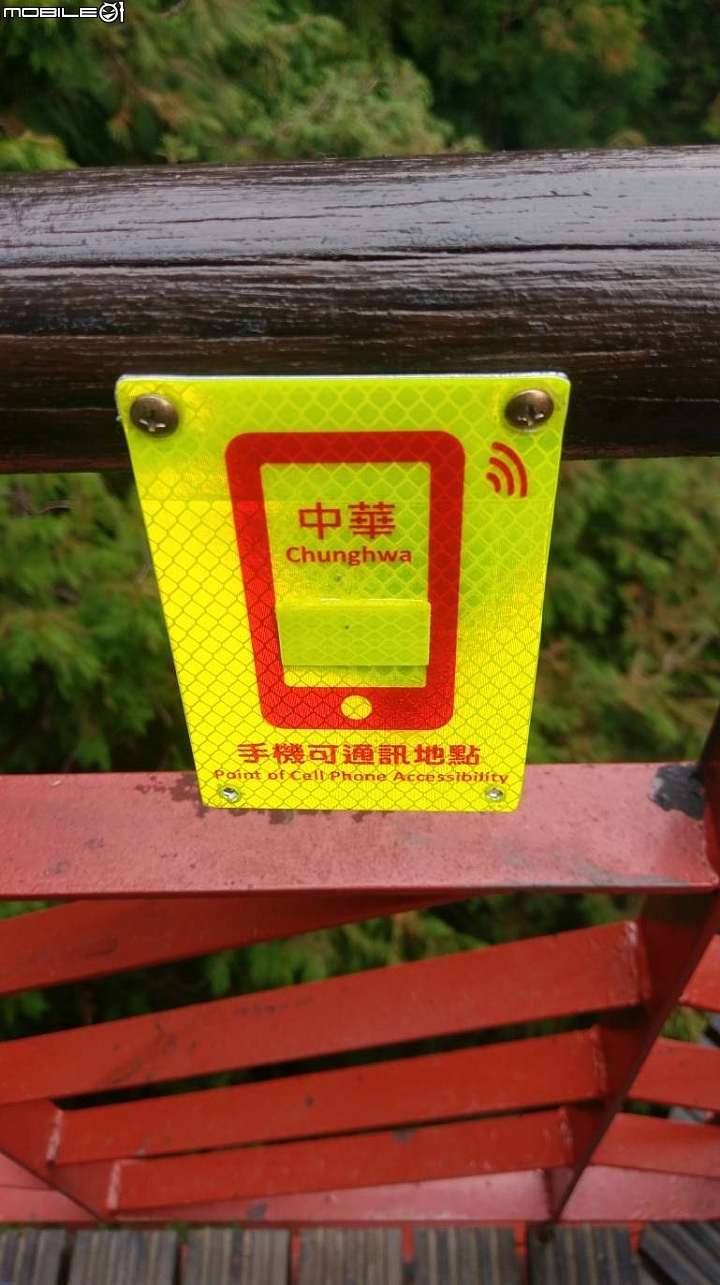 MOBILE01
中華
Chunghwa
手機可通訊地點
Point of Cell Phone Accessibility